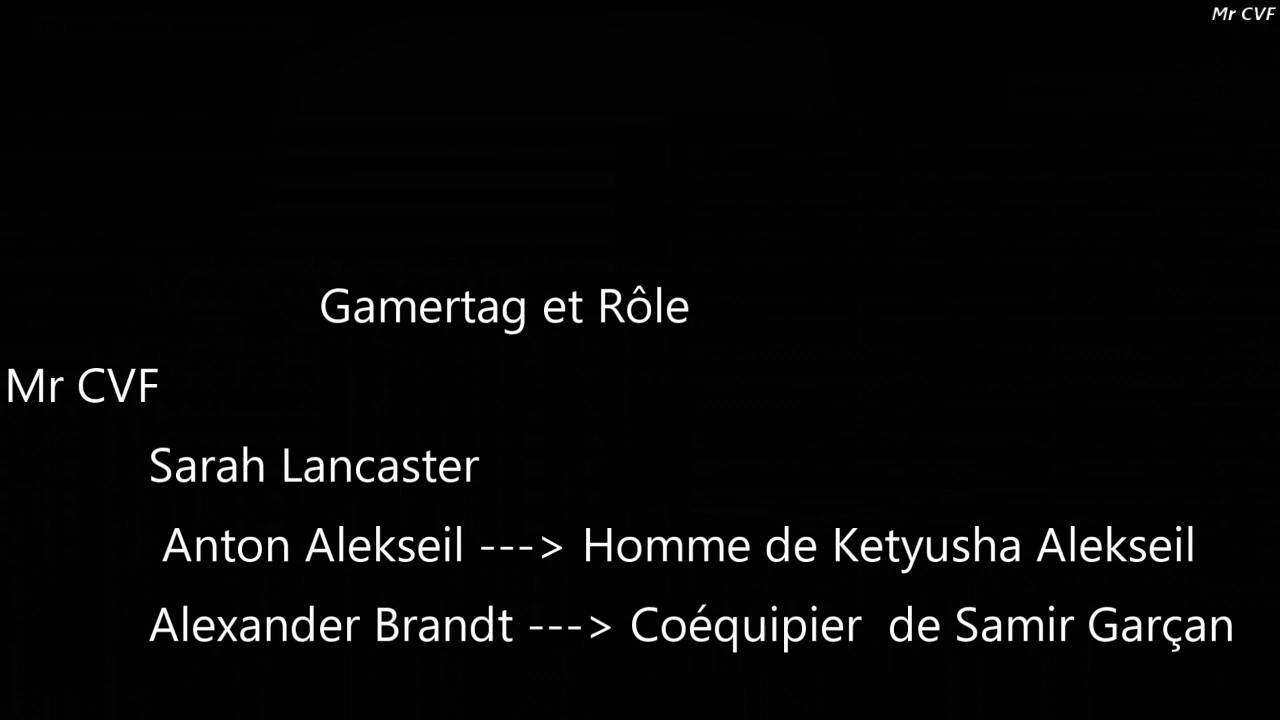 Mr CVF
Gamertag et Rôle
Mr CVF
Sarah Lancaster
Anton Alekseil ---> Homme de Ketyusha Alekseil
Alexander Brandt ---> Coéquipier de Samir Garçan